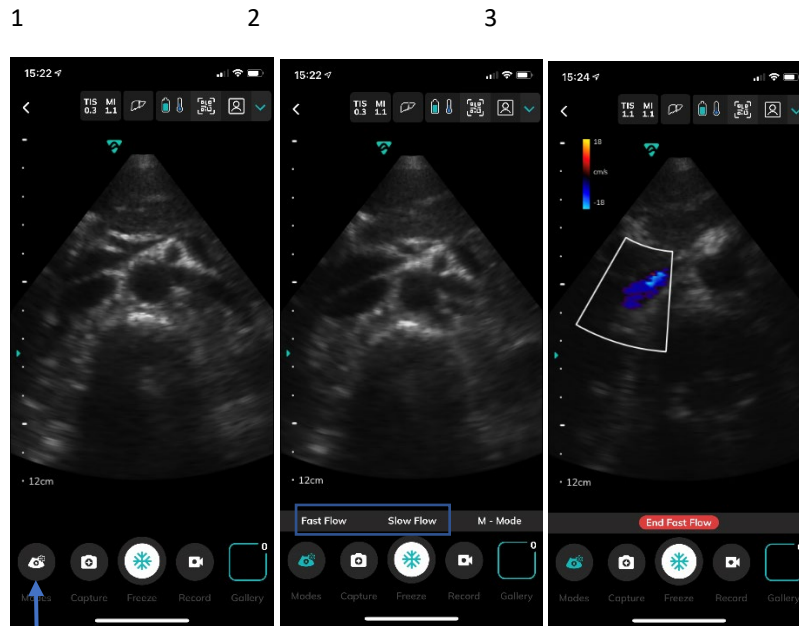 1 2 3
15:22
TIS MI
0.3 1.1
12cm
Modes Capture Freeze Record Gallery
0
15:22
TIS MI
0.3 1.1
12cm
Fast Flow Slow Flow M - Mode
Modes Capture Freeze Record Gallery
0
15:24
TIS MI
1.1 1.1
18
cm/s
-18
12cm
End Fast Flow
Modes Capture Freeze Record Gallery
0